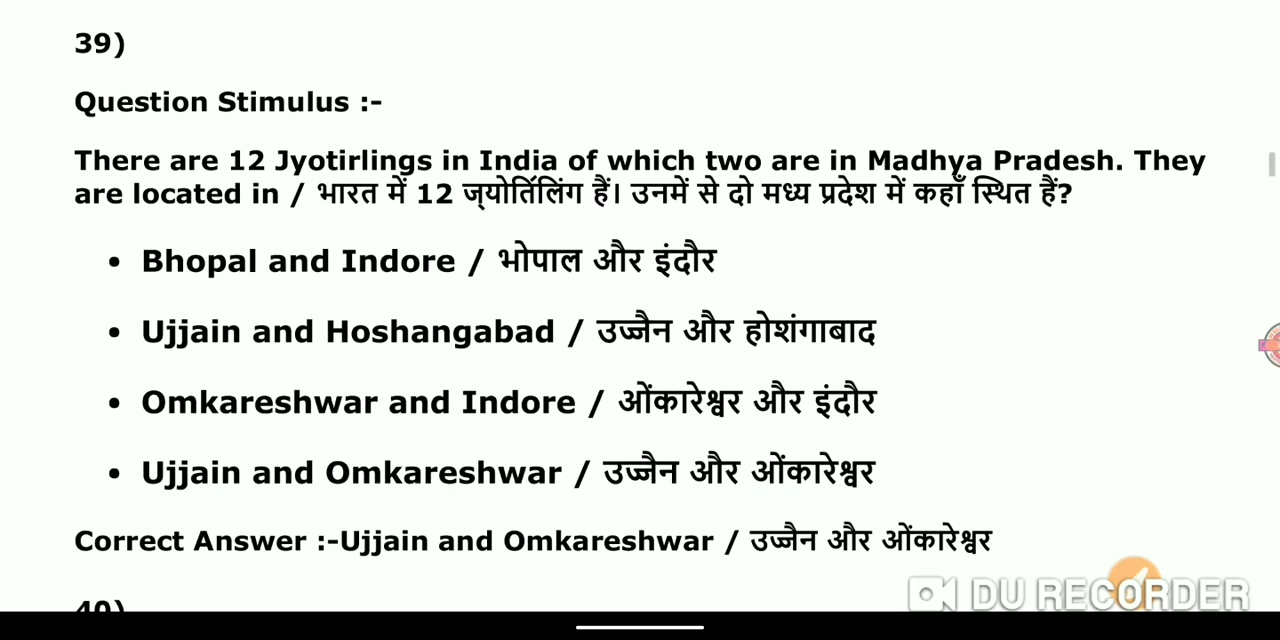 39)
Question Stimulus :-
There are 12 Jyotirlings in India of which two are in Madhya Pradesh. They
are located in / भारत में 12 ज्योर्तिलिंग हैं। उनमें से दो मध्य प्रदेश में कहाँ स्थित हैं?
• Bhopal and Indore / भोपाल और इंदौर
• Ujjain and Hoshangabad / उज्जैन और होशंगाबाद
• Omkareshwar and Indore / ओंकारेश्वर और इंदौर
• Ujjain and Omkareshwar / उज्जैन और ओंकारेश्वर
Correct Answer :-Ujjain and Omkareshwar / उज्जैन और ओंकारेश्वर
DU RECORDER
40)